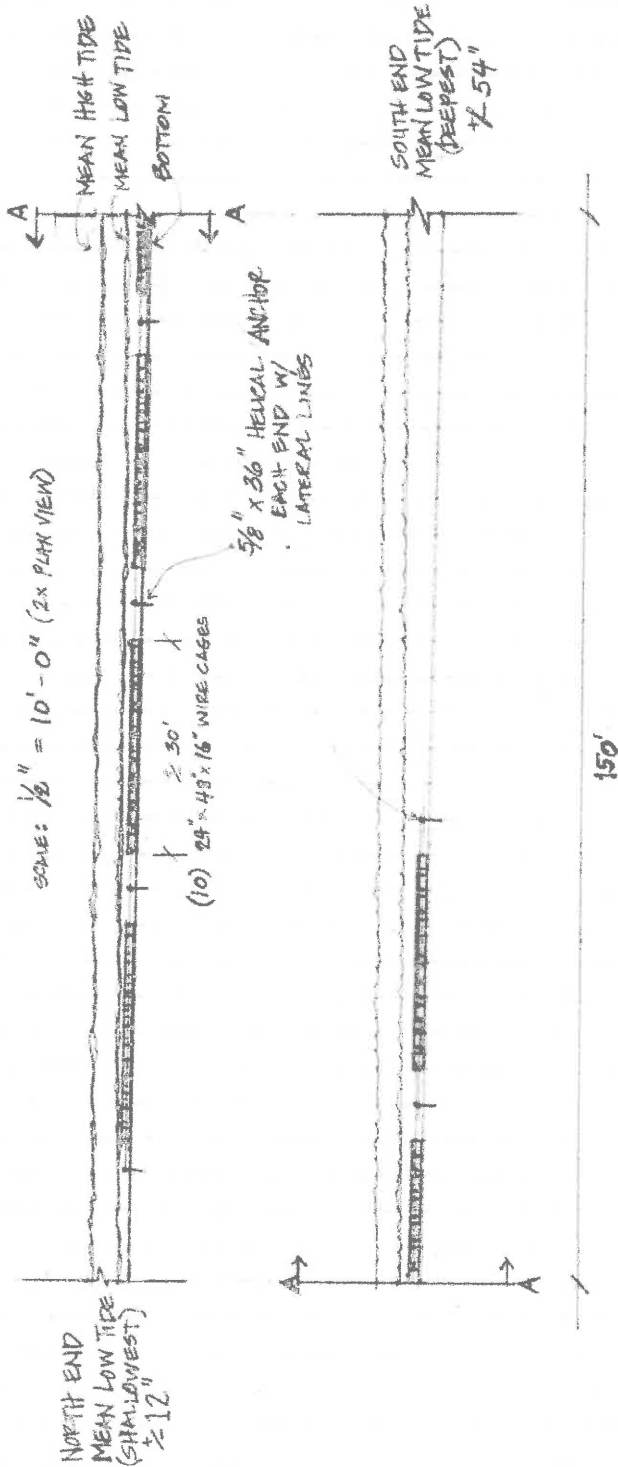 SCALE: 1/2" = 10'-0" (2X PLAN VIEW)
NORTH END
MEAN LOW TIDE
(SHALLOWEST)
± 12"
MEAN HIGH TIDE
MEAN LOW TIDE
BOTTOM
A
A
± 30'
(10) 24" x 48" x 16" WIRE CAGES
5/8" x 36" HELICAL ANCHOR
EACH END W/
LATERAL LINES
A
A
SOUTH END
MEAN LOW TIDE
(DEEPEST)
+/- 54"
150'